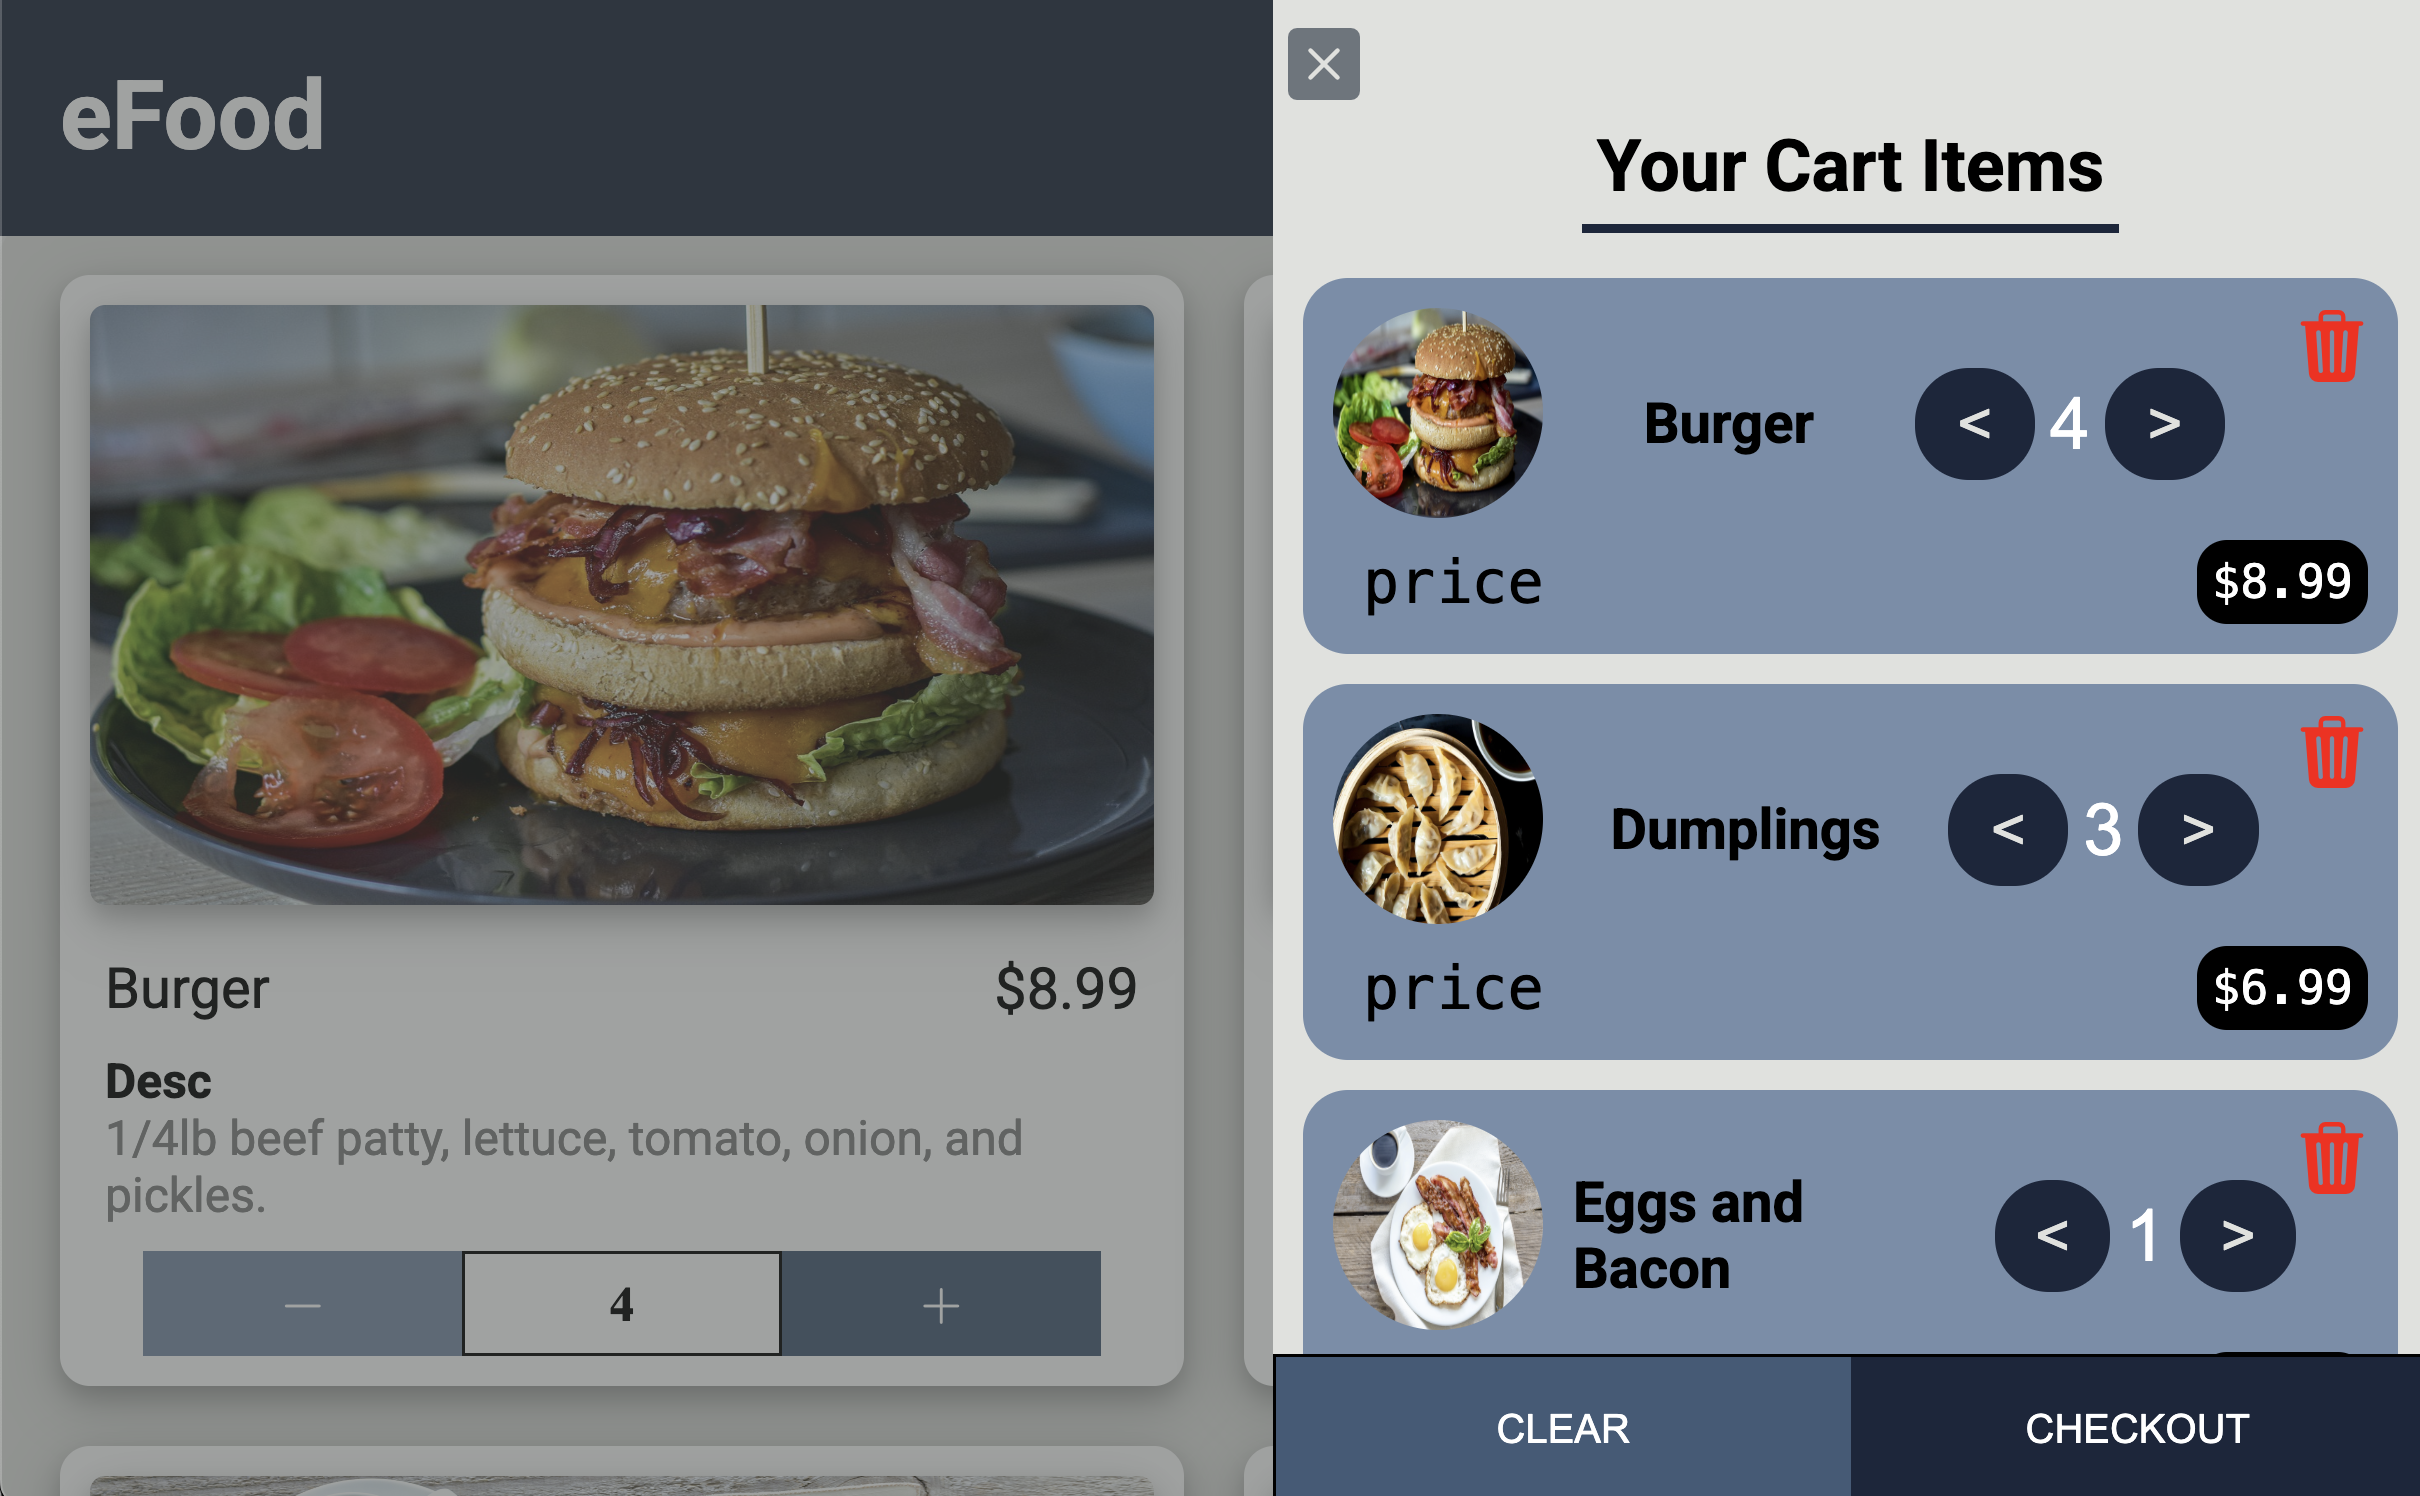 eFood
Burger
$8.99
Desc
1/4lb beef patty, lettuce, tomato, onion, and
pickles.
4
Your Cart Items
Burger
< 4 >
price
$8.99
Dumplings
< 3 >
price
$6.99
Eggs and
Bacon
< 1 >
CLEAR
CHECKOUT